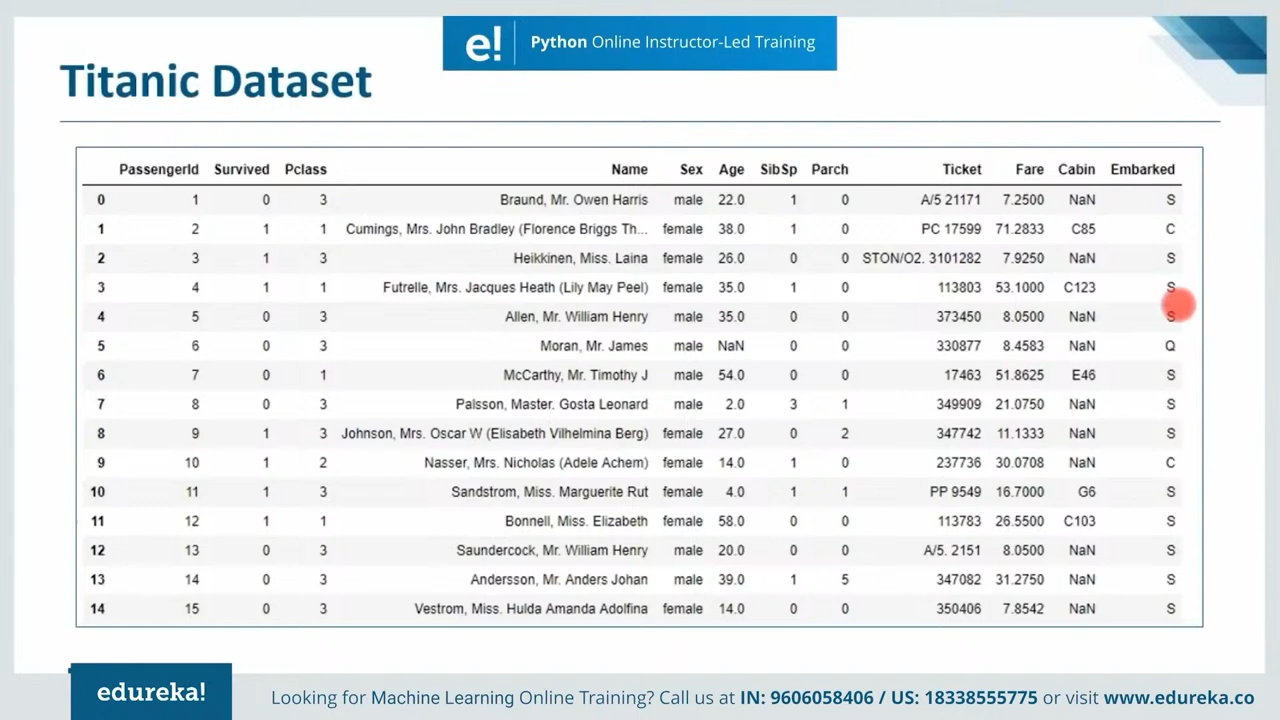 e! Python Online Instructor-Led Training
Titanic Dataset
PassengerId Survived Pclass Name Sex Age SibSp Parch Ticket Fare Cabin Embarked
0 1 0 3 Braund, Mr. Owen Harris male 22.0 1 0 A/5 21171 7.2500 NaN S
1 2 1 1 Cumings, Mrs. John Bradley (Florence Briggs Th... female 38.0 1 0 PC 17599 71.2833 C85 C
2 3 1 3 Heikkinen, Miss. Laina female 26.0 0 0 STON/O2. 3101282 7.9250 NaN S
3 4 1 1 Futrelle, Mrs. Jacques Heath (Lily May Peel) female 35.0 1 0 113803 53.1000 C123 S
4 5 0 3 Allen, Mr. William Henry male 35.0 0 0 373450 8.0500 NaN S
5 6 0 3 Moran, Mr. James male NaN 0 0 330877 8.4583 NaN Q
6 7 0 1 McCarthy, Mr. Timothy J male 54.0 0 0 17463 51.8625 E46 S
7 8 0 3 Palsson, Master. Gosta Leonard male 2.0 3 1 349909 21.0750 NaN S
8 9 1 3 Johnson, Mrs. Oscar W (Elisabeth Vilhelmina Berg) female 27.0 0 2 347742 11.1333 NaN S
9 10 1 2 Nasser, Mrs. Nicholas (Adele Achem) female 14.0 1 0 237736 30.0708 NaN C
10 11 1 3 Sandstrom, Miss. Marguerite Rut female 4.0 1 1 PP 9549 16.7000 G6 S
11 12 1 1 Bonnell, Miss. Elizabeth female 58.0 0 0 113783 26.5500 C103 S
12 13 0 3 Saundercock, Mr. William Henry male 20.0 0 0 A/5. 2151 8.0500 NaN S
13 14 0 3 Andersson, Mr. Anders Johan male 39.0 1 5 347082 31.2750 NaN S
14 15 0 3 Vestrom, Miss. Hulda Amanda Adolfina female 14.0 0 0 350406 7.8542 NaN S
edureka! Looking for Machine Learning Online Training? Call us at IN: 9606058406 / US: 18338555775 or visit www.edureka.co